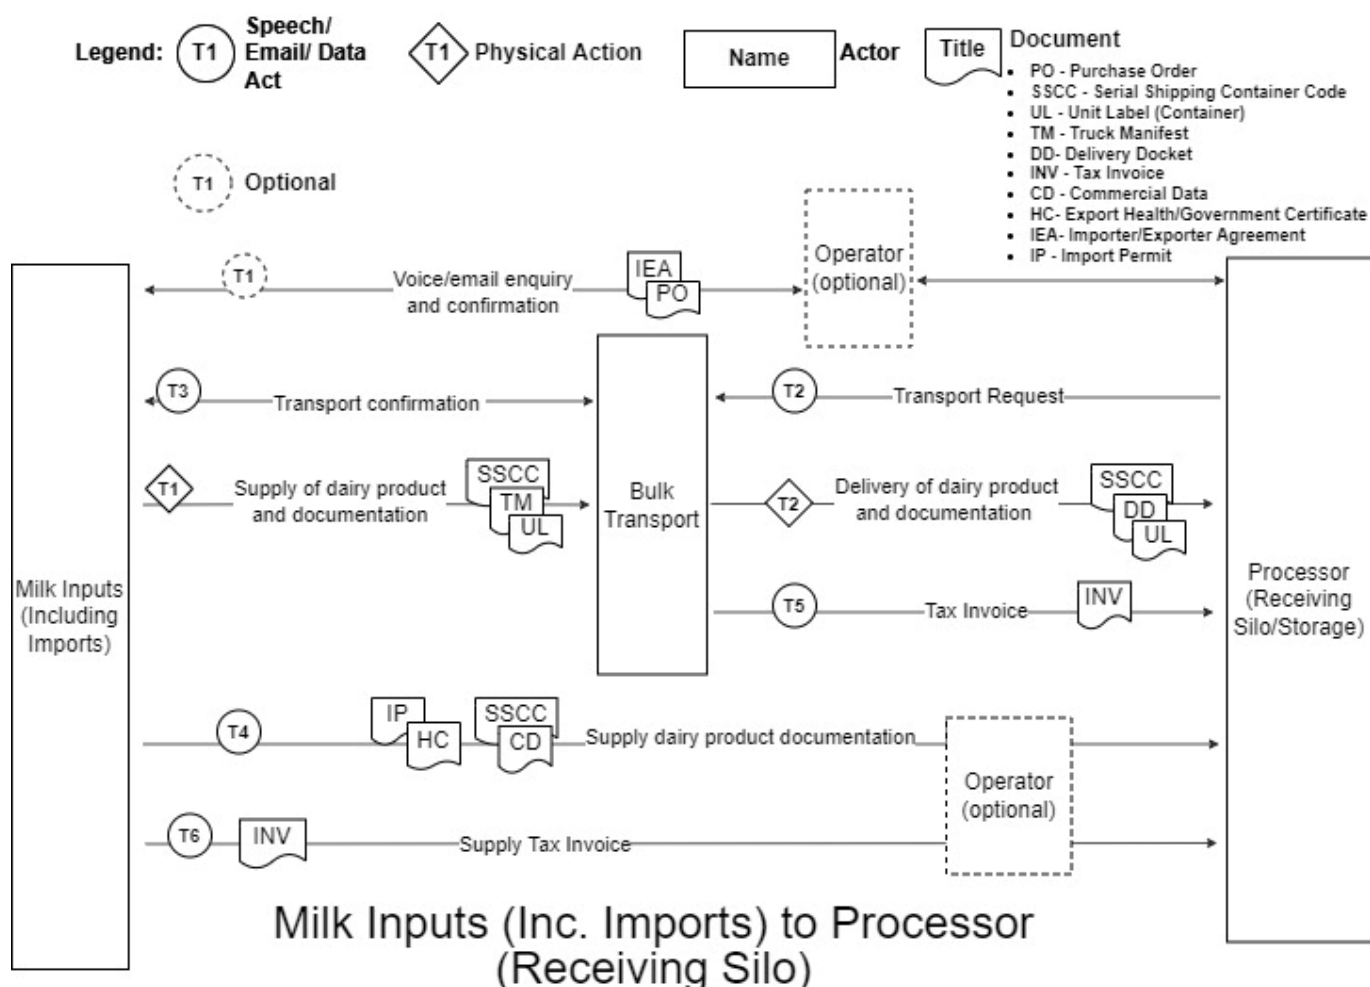 Legend:
T1
Speech/
Email/ Data
Act
T1
Physical Action
Name
Actor
Title
Document
• PO - Purchase Order
• SSCC - Serial Shipping Container Code
• UL - Unit Label (Container)
• TM - Truck Manifest
• DD- Delivery Docket
• INV - Tax Invoice
• CD - Commercial Data
• HC- Export Health/Government Certificate
• IEA- Importer/Exporter Agreement
• IP - Import Permit
T1
Optional
T1
Voice/email enquiry
and confirmation
IEA
PO
Operator
(optional)
T3
Transport confirmation
T2
Transport Request
T1
Supply of dairy product
and documentation
SSCC
TM
UL
Bulk
Transport
T2
Delivery of dairy product
and documentation
SSCC
DD
UL
Milk Inputs
(Including
Imports)
T5
Tax Invoice
INV
Processor
(Receiving
Silo/Storage)
T4
IP
HC
SSCC
CD
Supply dairy product documentation
Operator
(optional)
T6
INV
Supply Tax Invoice
Milk Inputs (Inc. Imports) to Processor
(Receiving Silo)